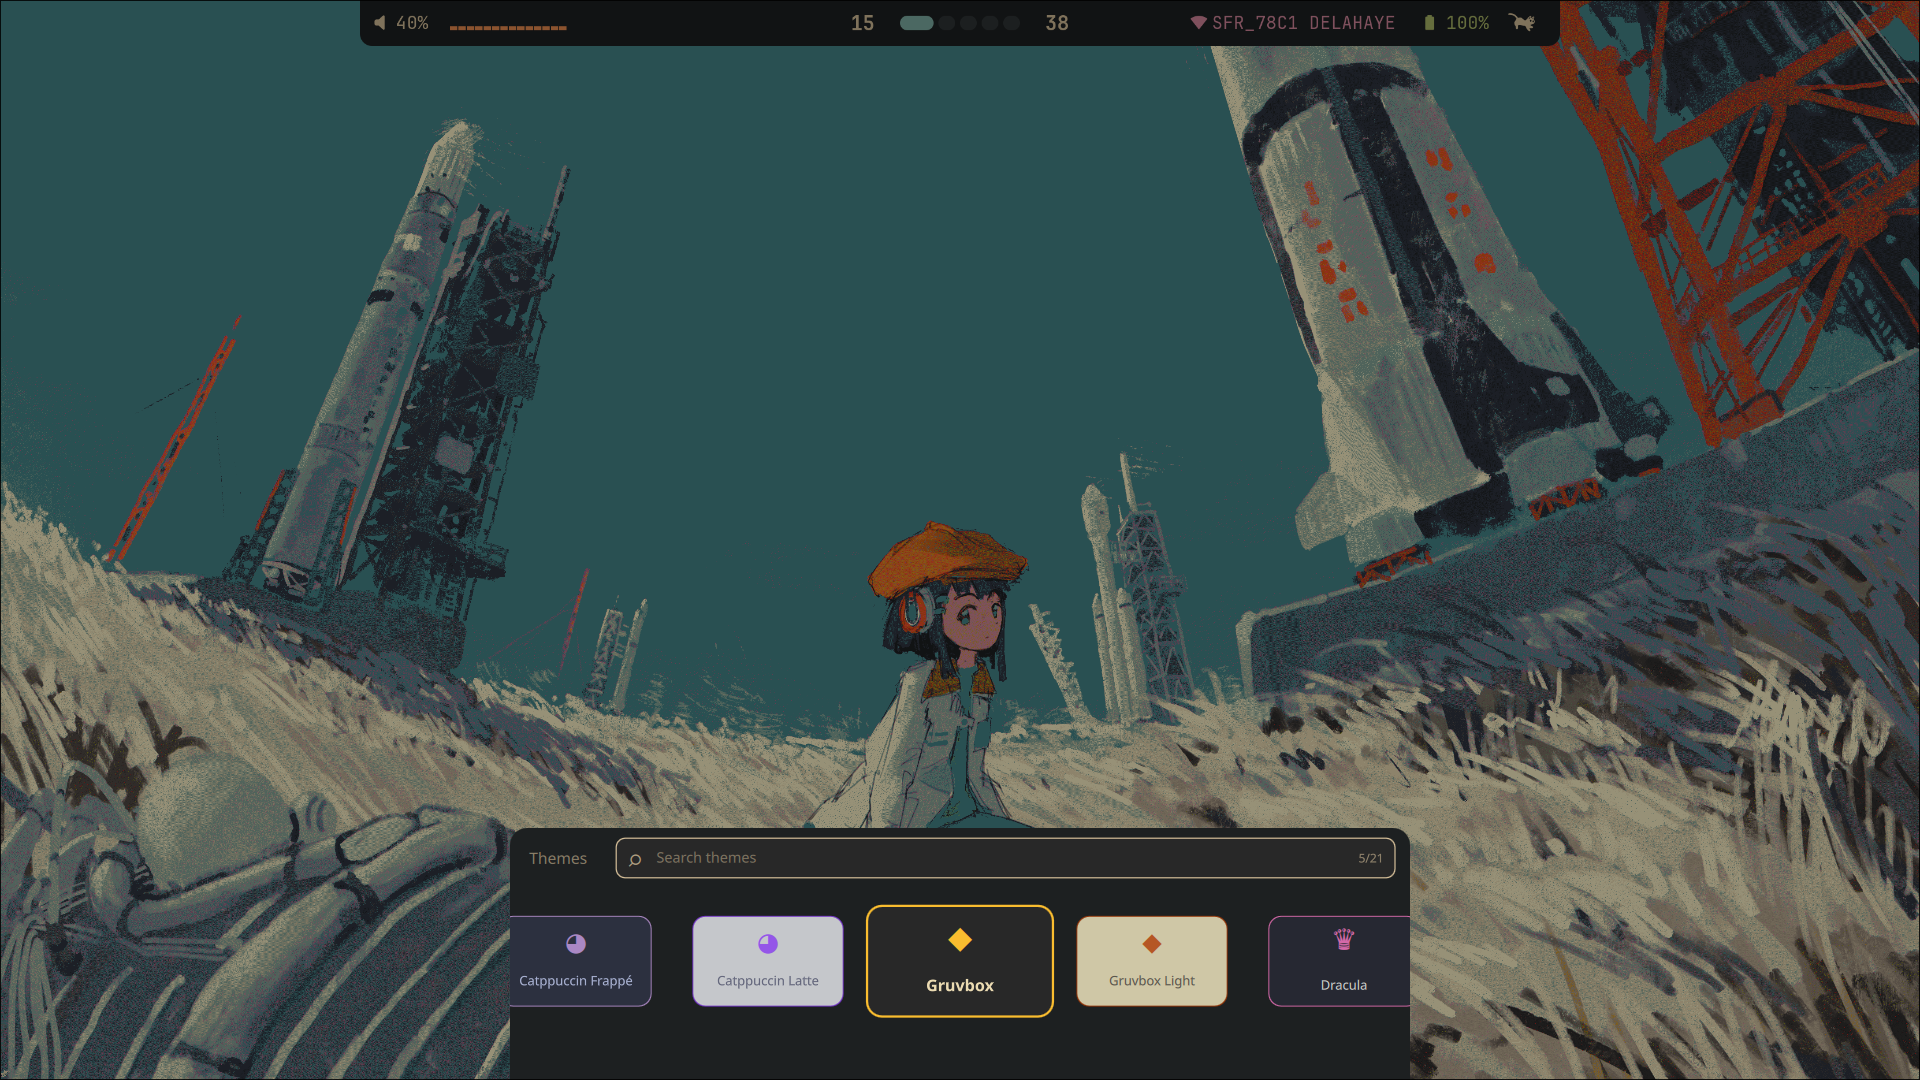 40%
15
38
SFR_78C1 DELAHAYE
100%
Themes
Search themes
5/21
Catppuccin Frappé
Catppuccin Latte
Gruvbox
Gruvbox Light
Dracula